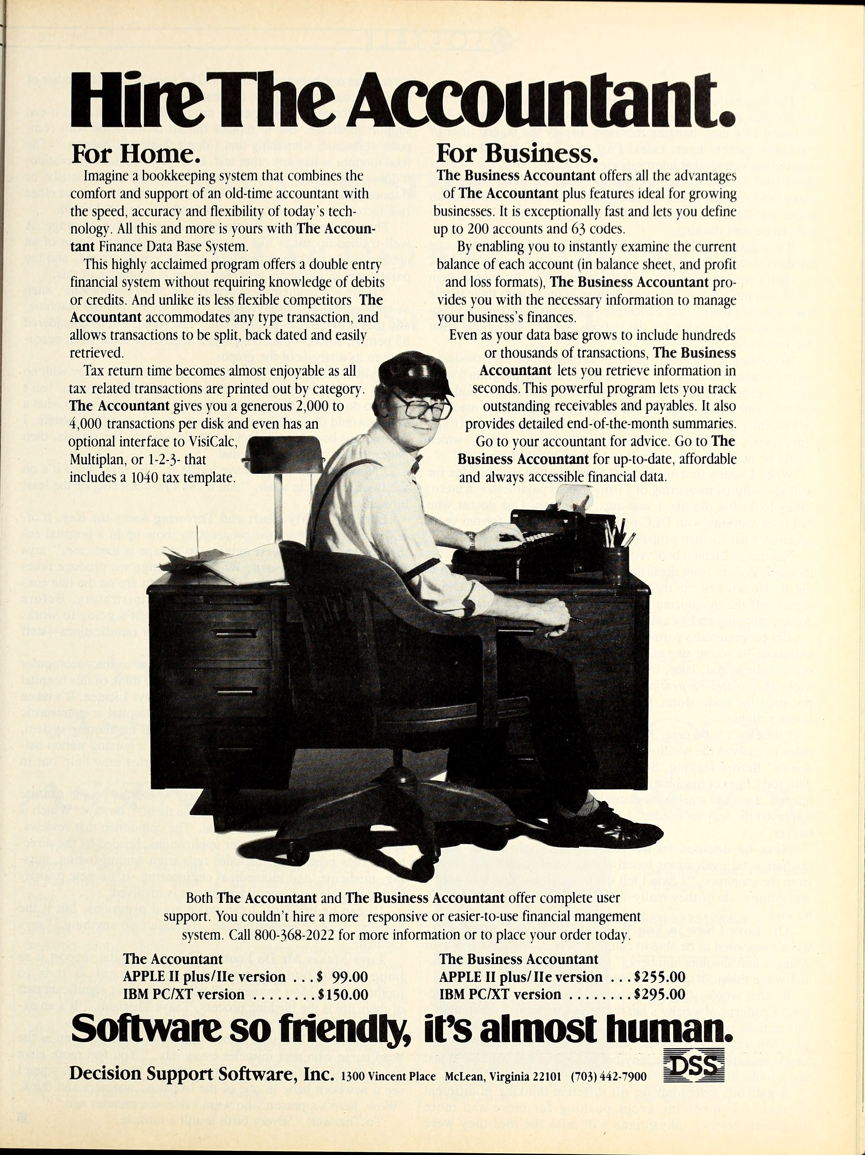 Hire The Accountant.
For Home.
Imagine a bookkeeping system that combines the
comfort and support of an old-time accountant with
the speed, accuracy and flexibility of today's tech-
nology. All this and more is yours with The Accoun-
tant Finance Data Base System.
This highly acclaimed program offers a double entry
financial system without requiring knowledge of debits
or credits. And unlike its less flexible competitors The
Accountant accommodates any type transaction, and
allows transactions to be split, back dated and easily
retrieved.
Tax return time becomes almost enjoyable as all
tax related transactions are printed out by category.
The Accountant gives you a generous 2,000 to
4,000 transactions per disk and even has an
optional interface to VisiCalc,
Multiplan, or 1-2-3- that
includes a 1040 tax template.
For Business.
The Business Accountant offers all the advantages
of The Accountant plus features ideal for growing
businesses. It is exceptionally fast and lets you define
up to 200 accounts and 63 codes.
By enabling you to instantly examine the current
balance of each account (in balance sheet, and profit
and loss formats), The Business Accountant pro-
vides you with the necessary information to manage
your business's finances.
Even as your data base grows to include hundreds
or thousands of transactions, The Business
Accountant lets you retrieve information in
seconds. This powerful program lets you track
outstanding receivables and payables. It also
provides detailed end-of-the-month summaries.
Go to your accountant for advice. Go to The
Business Accountant for up-to-date, affordable
and always accessible financial data.
Both The Accountant and The Business Accountant offer complete user
support. You couldn't hire a more responsive or easier-to-use financial mangement
system. Call 800-368-2022 for more information or to place your order today.
The Accountant
APPLE II plus/IIe version ...$ 99.00
IBM PC/XT version ........$150.00
The Business Accountant
APPLE II plus/IIe version ...$255.00
IBM PC/XT version ........$295.00
Software so friendly, it's almost human.
Decision Support Software, Inc. 1300 Vincent Place McLean, Virginia 22101 (703) 442-7900
DSS